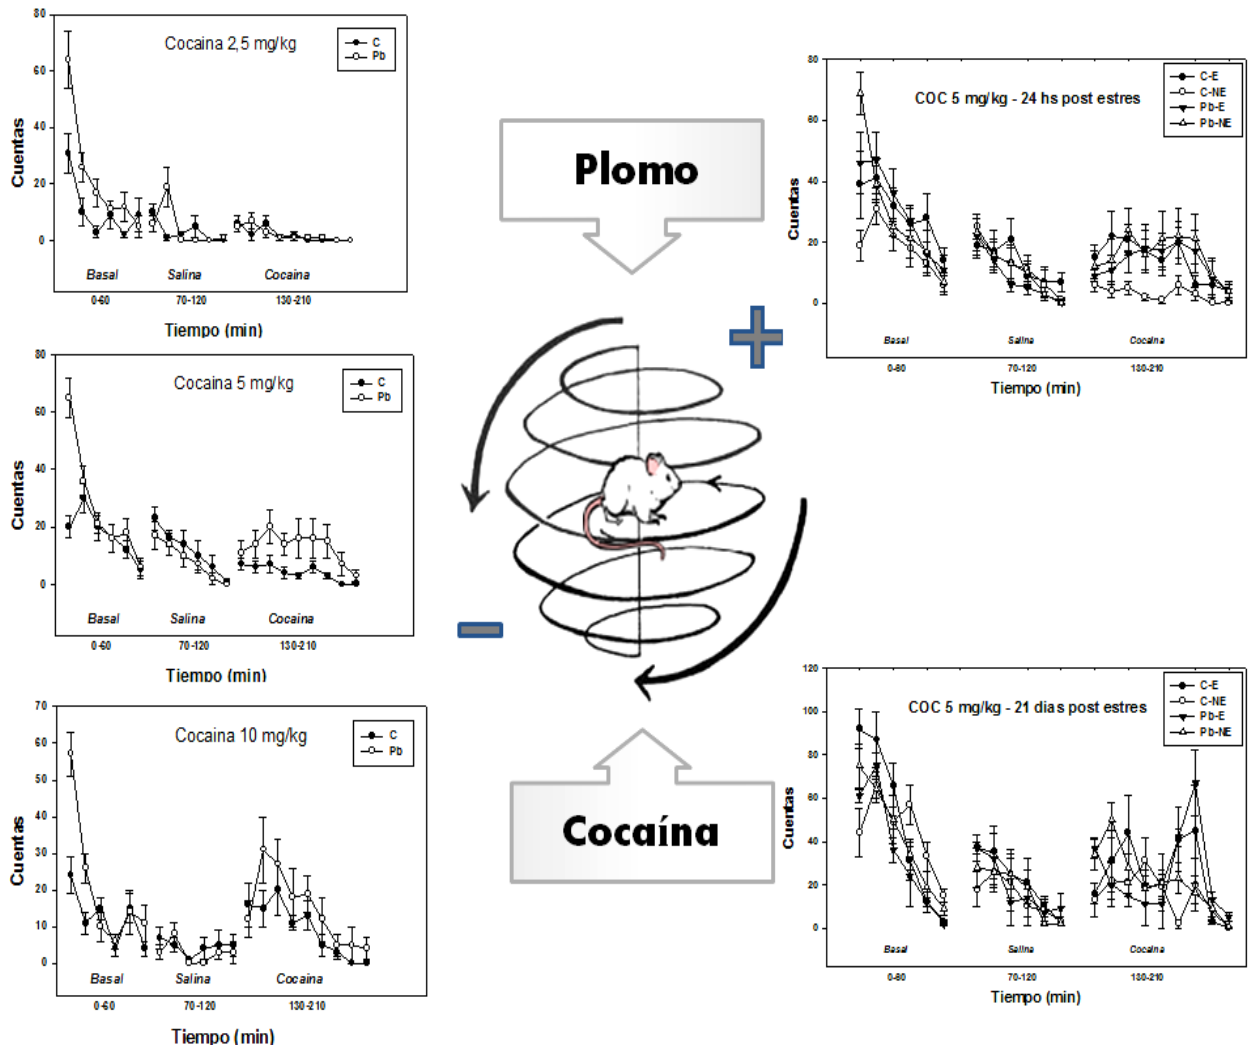 80
60
40
20
0
Cuentas
Cocaina 2,5 mg/kg
C
Pb
Basal
Salina
Cocaina
0-60
70-120
130-210
Tiempo (min)
80
60
40
20
0
Cuentas
Cocaina 5 mg/kg
C
Pb
Basal
Salina
Cocaina
0-60
70-120
130-210
Tiempo (min)
70
60
50
40
30
20
10
0
Cuentas
Cocaina 10 mg/kg
C
Pb
Basal
Salina
Cocaina
0-60
70-120
130-210
Tiempo (min)
Plomo
+
−
Cocaína
80
60
40
20
0
Cuentas
COC 5 mg/kg - 24 hs post estres
C-E
C-NE
Pb-E
Pb-NE
Basal
Salina
Cocaina
0-60
70-120
130-210
Tiempo (min)
120
100
80
60
40
20
0
Cuentas
COC 5 mg/kg - 21 dias post estres
C-E
C-NE
Pb-E
Pb-NE
Basal
Salina
Cocaina
0-60
70-120
130-210
Tiempo (min)